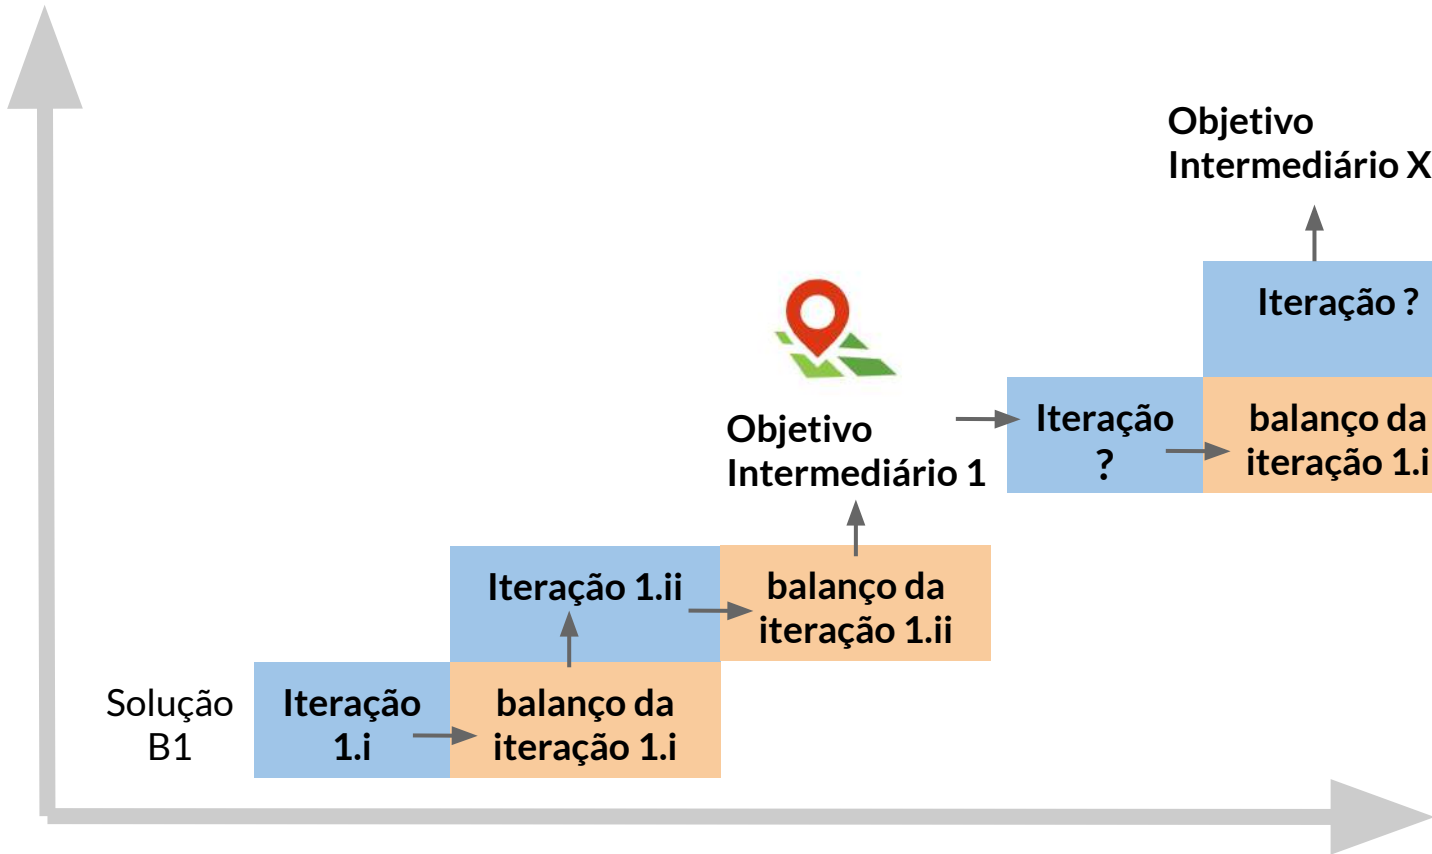 Objetivo
Intermediário X
Iteração ?
Objetivo
Intermediário 1
Iteração
?
balanço da
iteração 1.i
Iteração 1.ii
balanço da
iteração 1.ii
Solução
B1
Iteração
1.i
balanço da
iteração 1.i